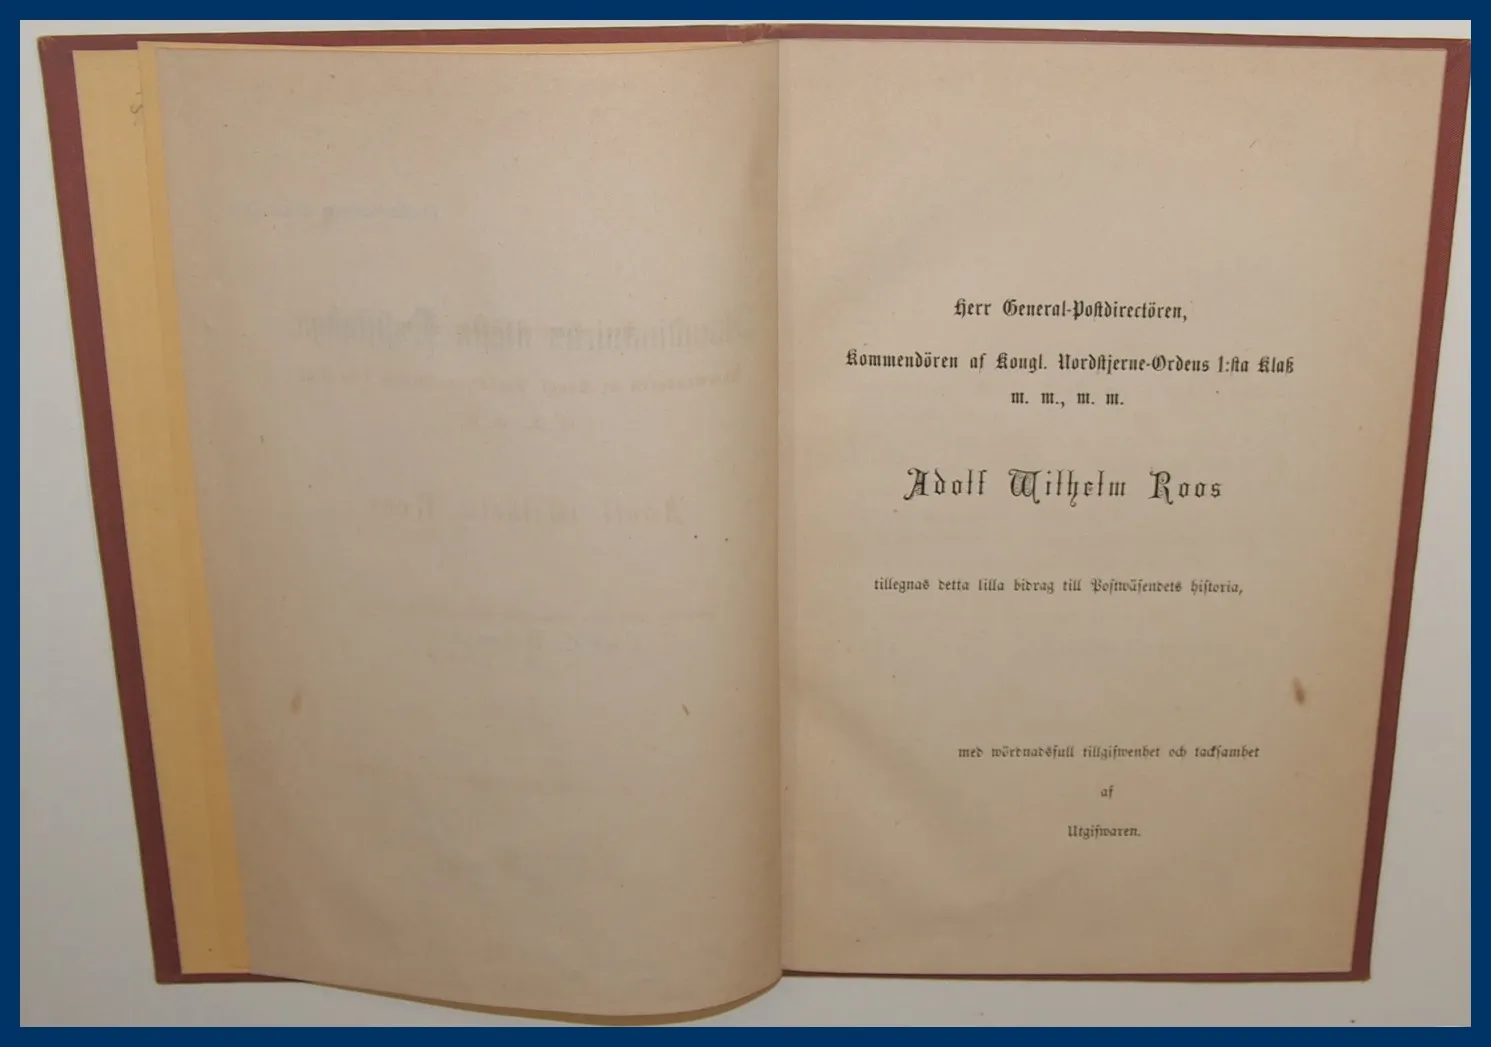 Herr General-Postdirectören,
Kommendören af Kongl. Nordstjerne-Ordens 1:sta Klaß
m. m., m. m.
Adolf Wilhelm Roos
tillegnas detta lilla bidrag till Postwäsendets historia,
med wördnadsfull tillgifwenhet och tacksamhet
af
Utgifwaren.